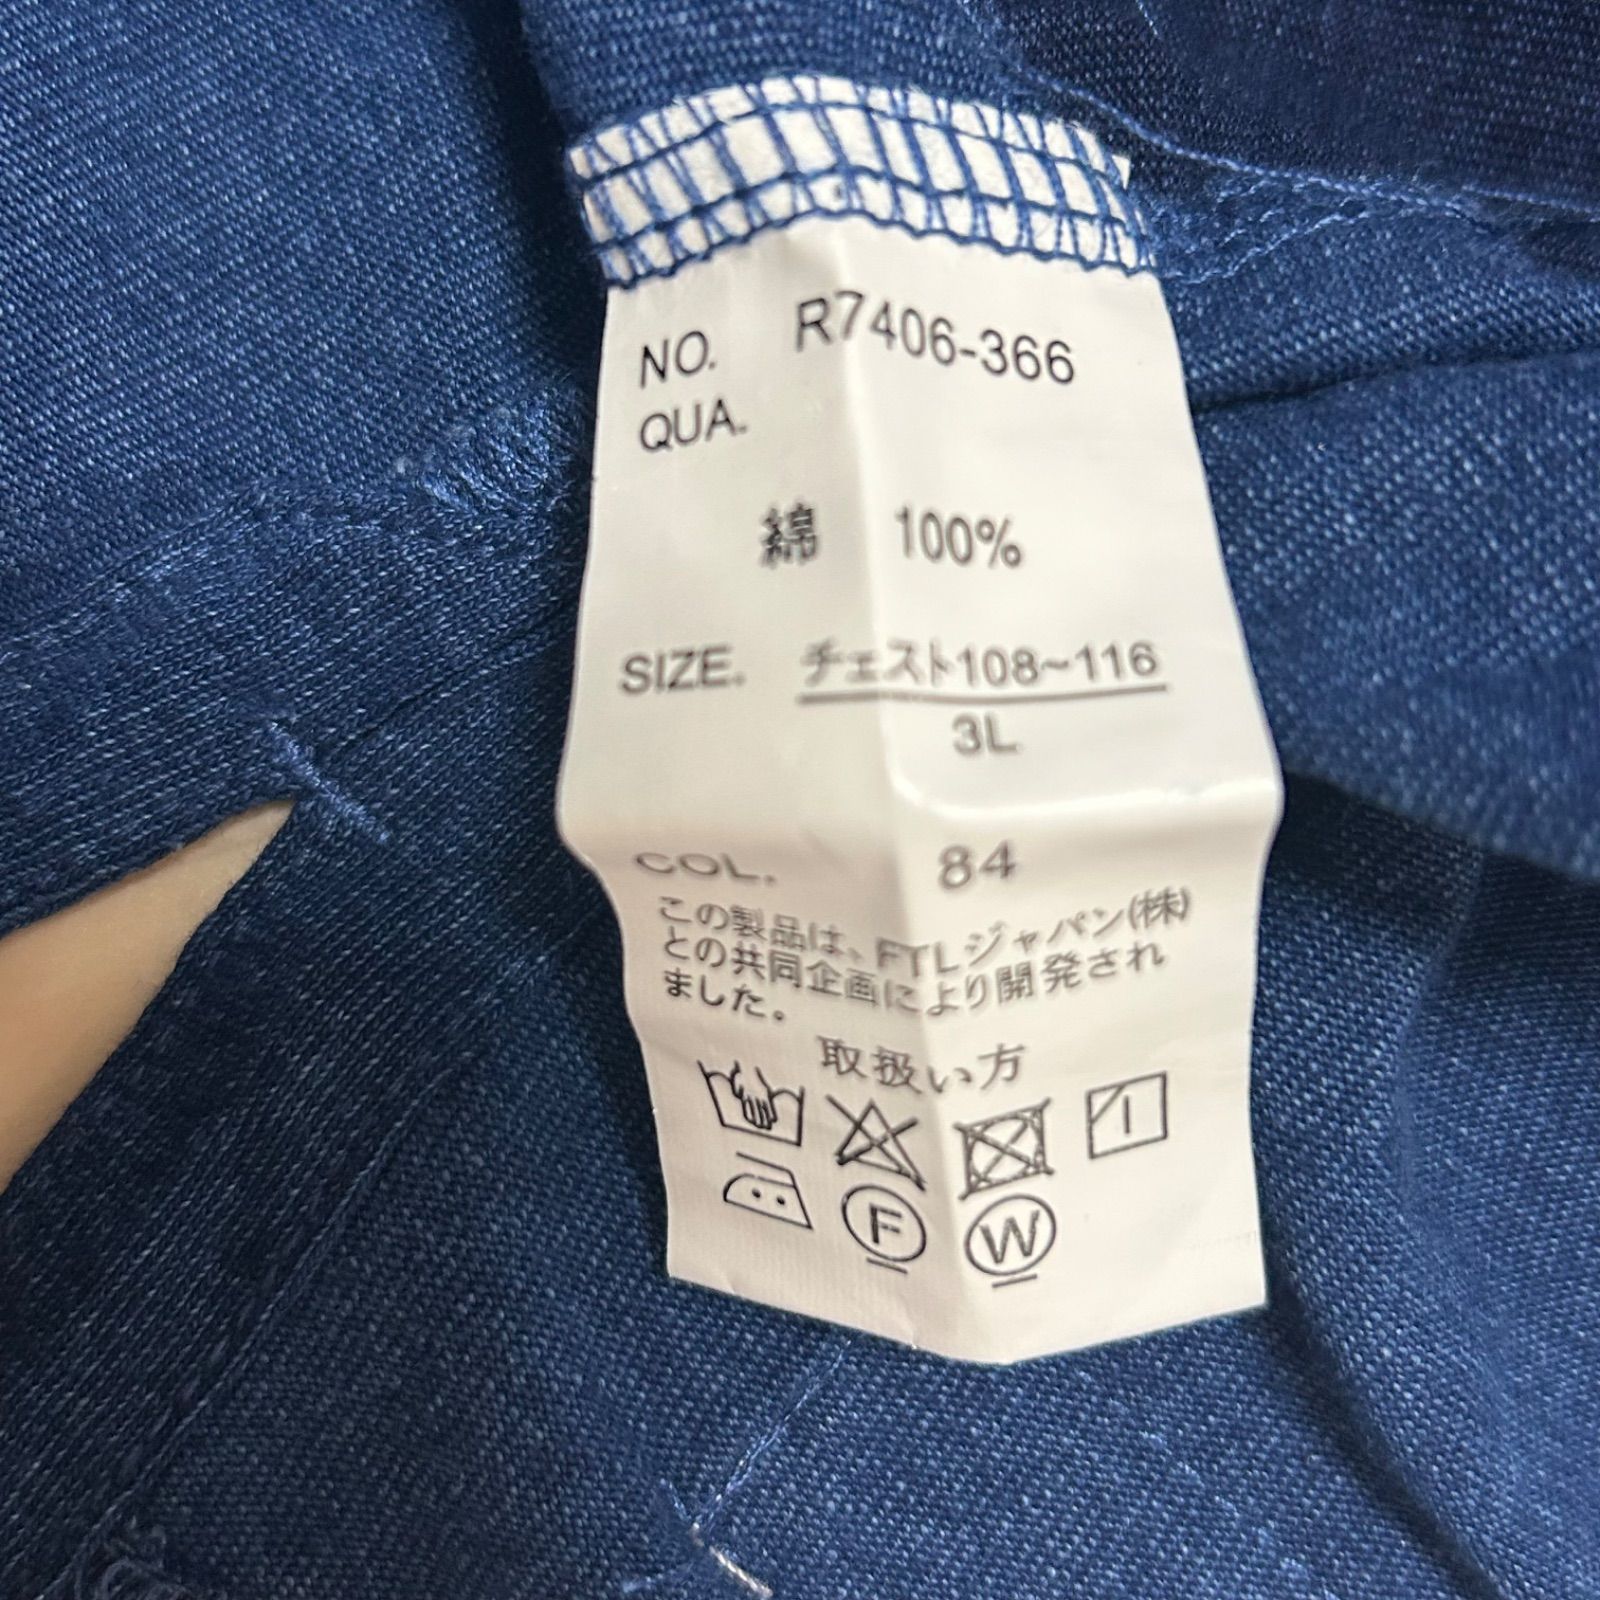 NO. R7406-366
QUA.
綿 100%
SIZE. チェスト108~116
3L
COL. 84
この製品は、FTLジャパン(株)
との共同企画により開発され
ました。
取扱い方
F W